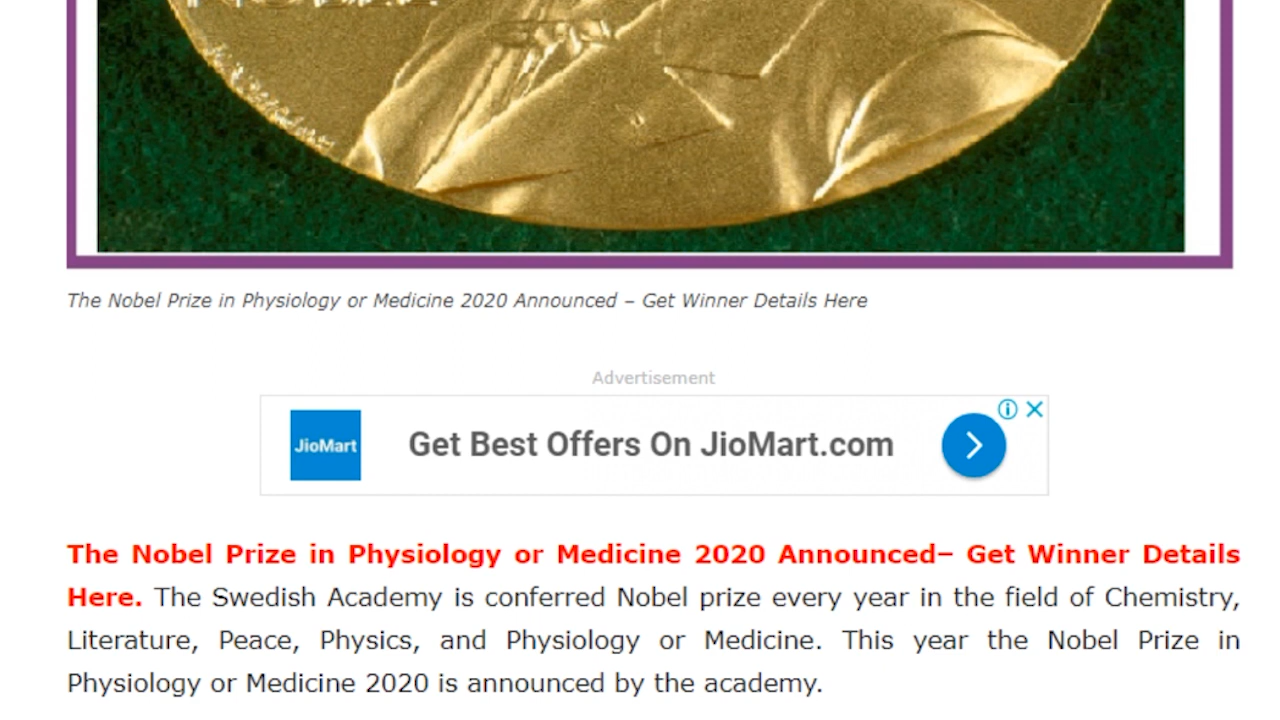 The Nobel Prize in Physiology or Medicine 2020 Announced – Get Winner Details Here
Advertisement
JioMart
Get Best Offers On JioMart.com
The Nobel Prize in Physiology or Medicine 2020 Announced– Get Winner Details
Here. The Swedish Academy is conferred Nobel prize every year in the field of Chemistry,
Literature, Peace, Physics, and Physiology or Medicine. This year the Nobel Prize in
Physiology or Medicine 2020 is announced by the academy.